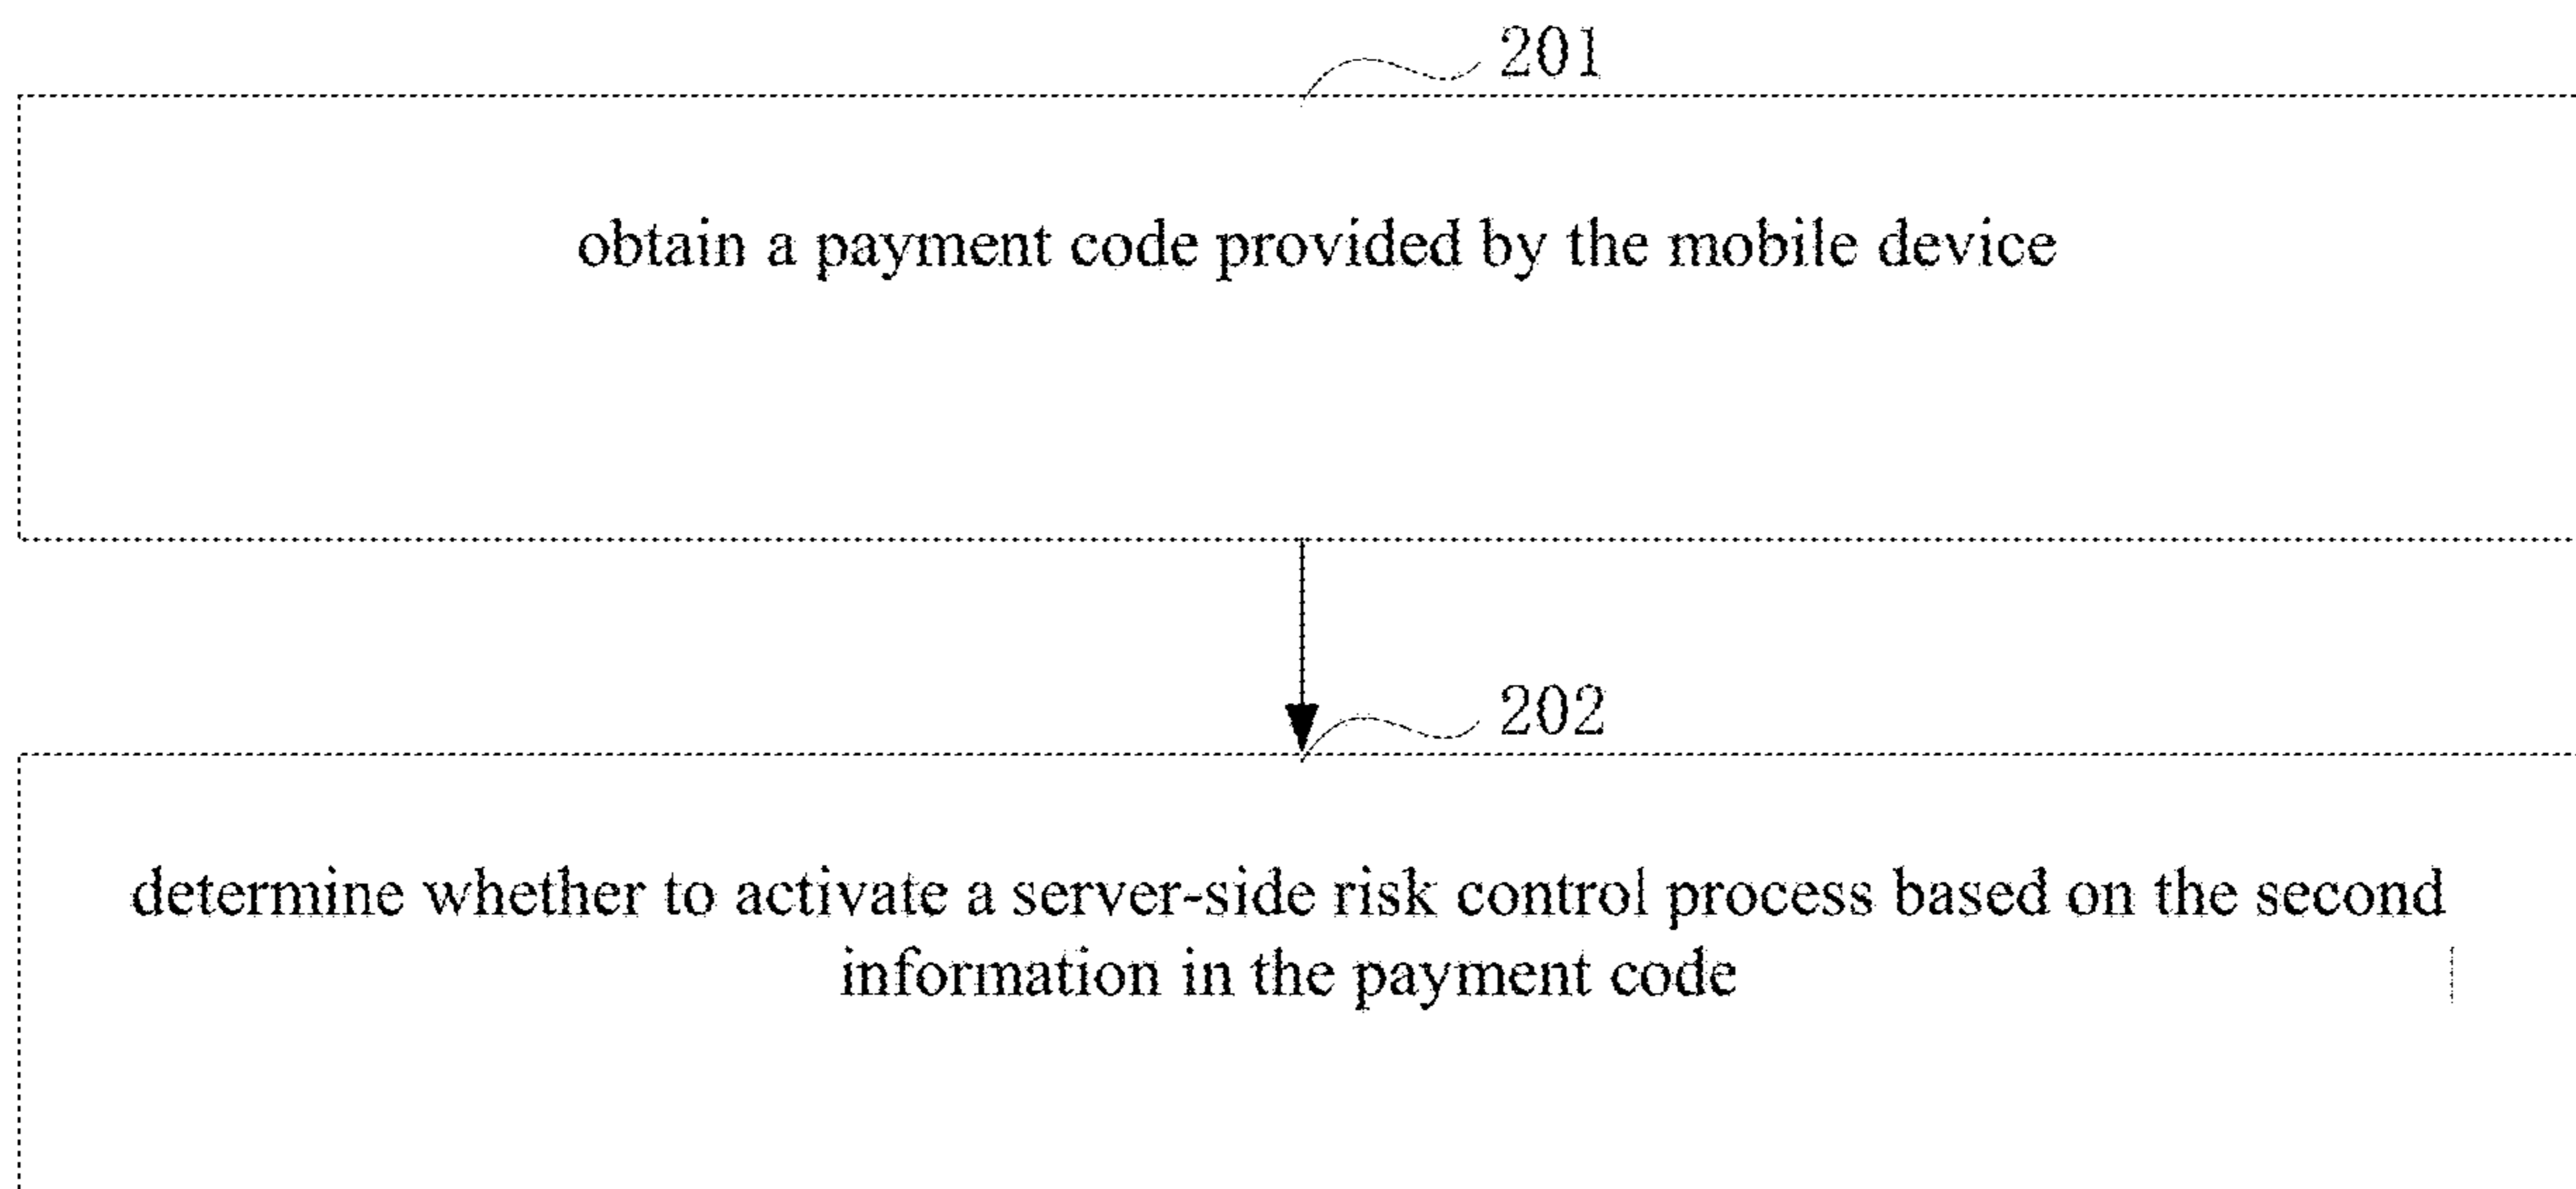 201
obtain a payment code provided by the mobile device
202
determine whether to activate a server-side risk control process based on the second
information in the payment code